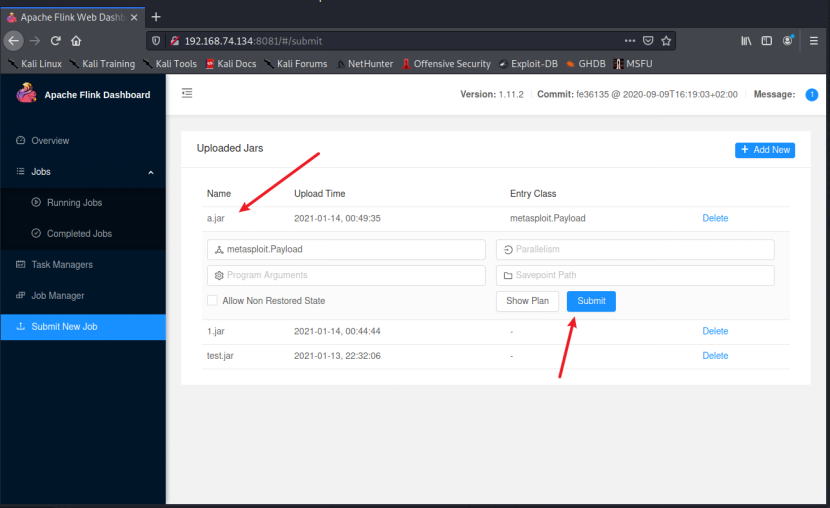 Apache Flink Web Dashb
192.168.74.134:8081/#/submit
Kali Linux Kali Training Kali Tools Kali Docs Kali Forums NetHunter Offensive Security Exploit-DB GHDB MSFU
Apache Flink Dashboard
Version: 1.11.2 Commit: fe36135 @ 2020-09-09T16:19:03+02:00 Message: 1
Overview
Jobs
Running Jobs
Completed Jobs
Task Managers
Job Manager
Submit New Job
Uploaded Jars
+ Add New
Name Upload Time Entry Class
a.jar 2021-01-14, 00:49:35 metasploit.Payload Delete
metasploit.Payload Parallelism
Program Arguments Savepoint Path
Allow Non Restored State Show Plan Submit
1.jar 2021-01-14, 00:44:44 - Delete
test.jar 2021-01-13, 22:32:06 - Delete